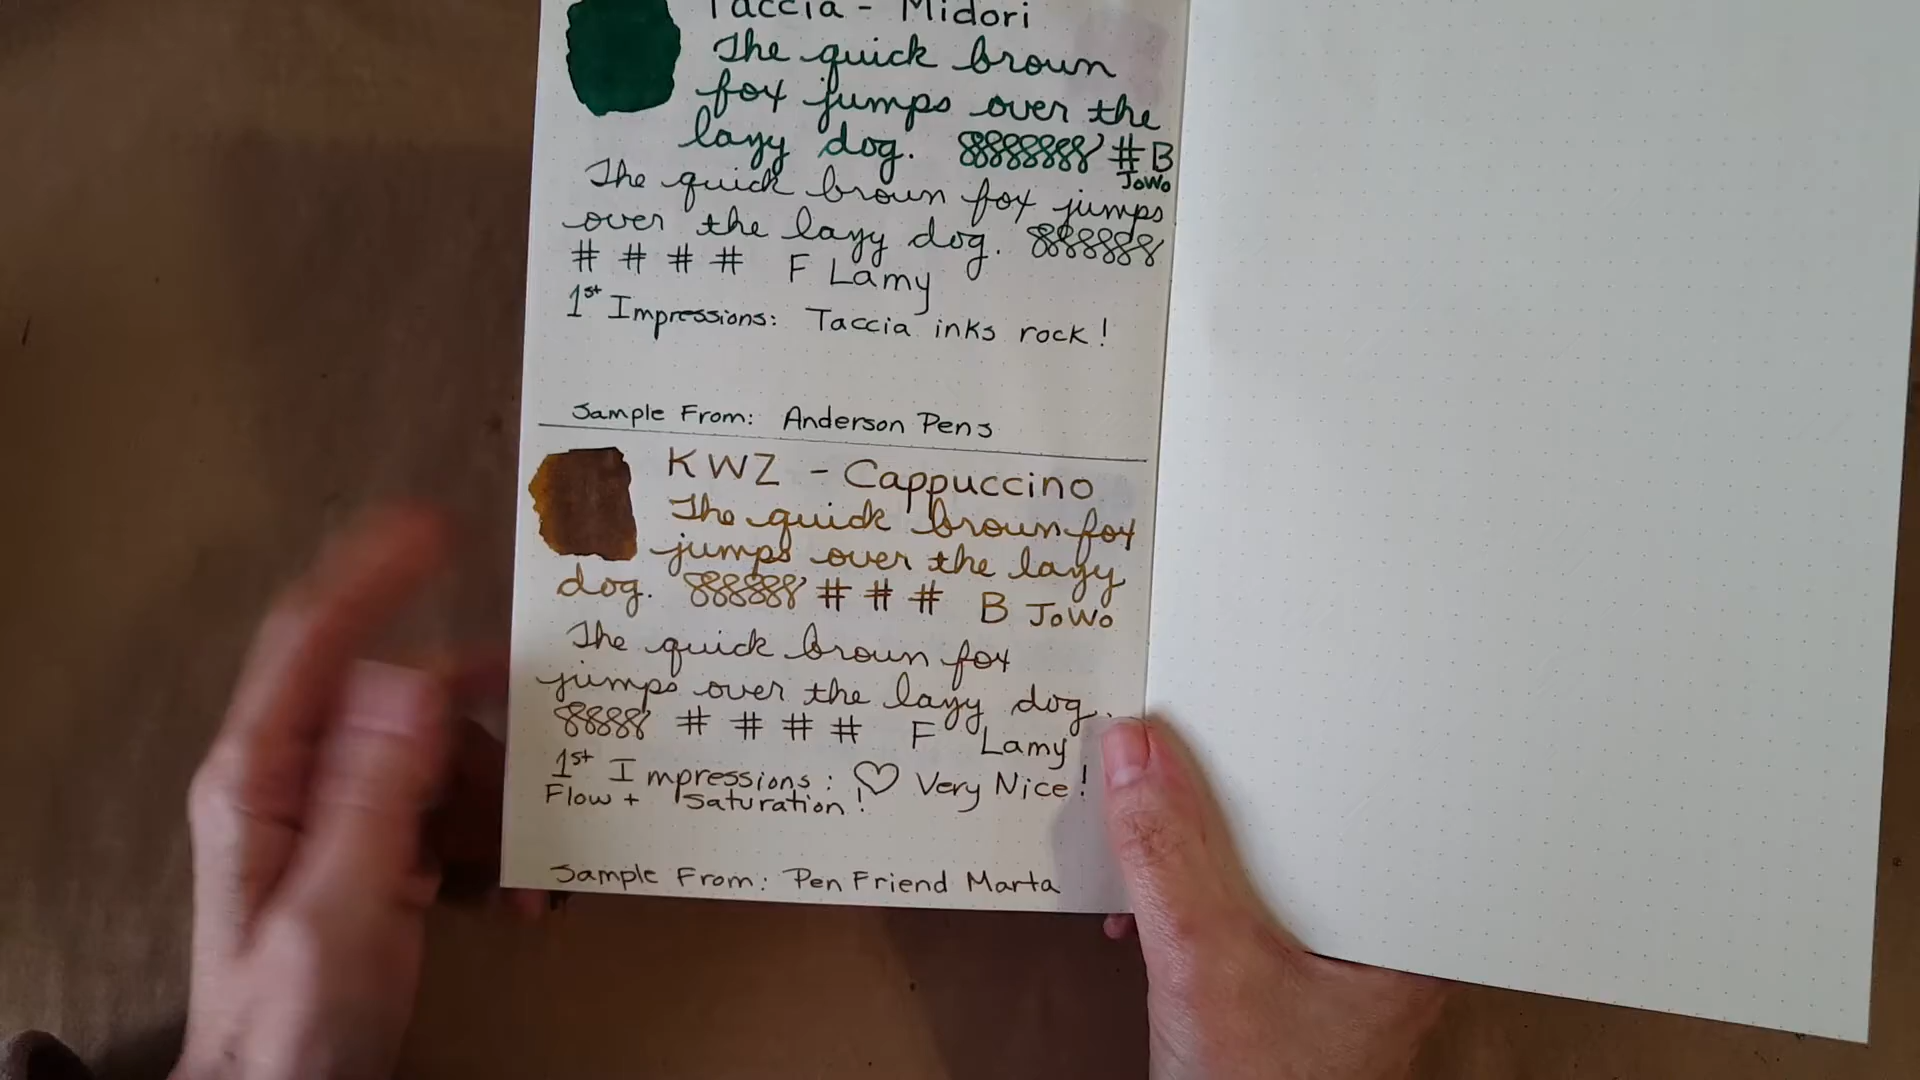 Taccia - Midori
The quick brown
fox jumps over the
lazy dog. 88888888 # B
JoWo
The quick brown fox jumps
over the lazy dog. 8888888
# # # # F Lamy
1st Impressions: Taccia inks rock!
Sample From: Anderson Pens
KWZ - Cappuccino
The quick brown fox
jumps over the lazy
dog. 888888 # # # B JoWo
The quick brown fox
jumps over the lazy dog.
88888 # # # # F Lamy
1st Impressions: ♡ Very Nice!
Flow + Saturation!
Sample From: Pen Friend Marta